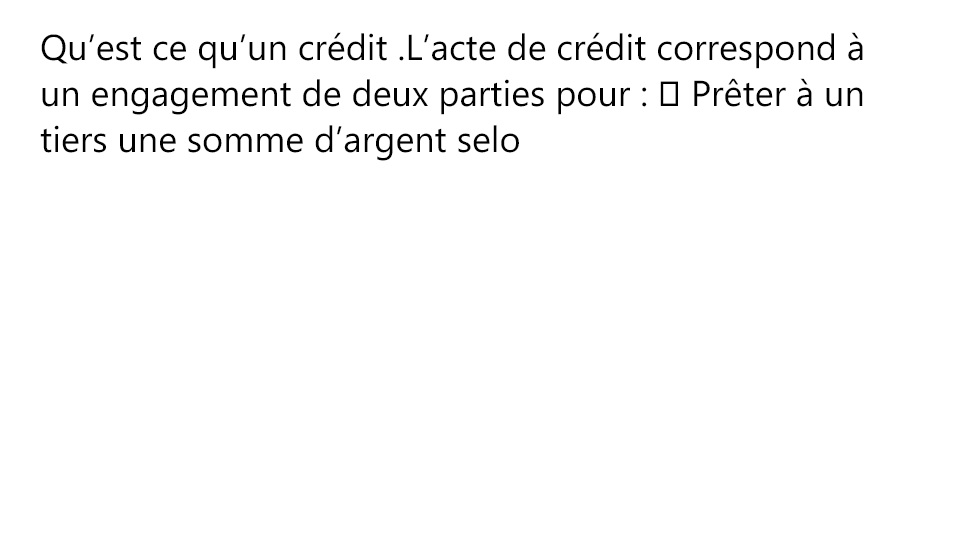 Qu’est ce qu’un crédit .L’acte de crédit correspond à
un engagement de deux parties pour :  Prêter à un
tiers une somme d’argent selo